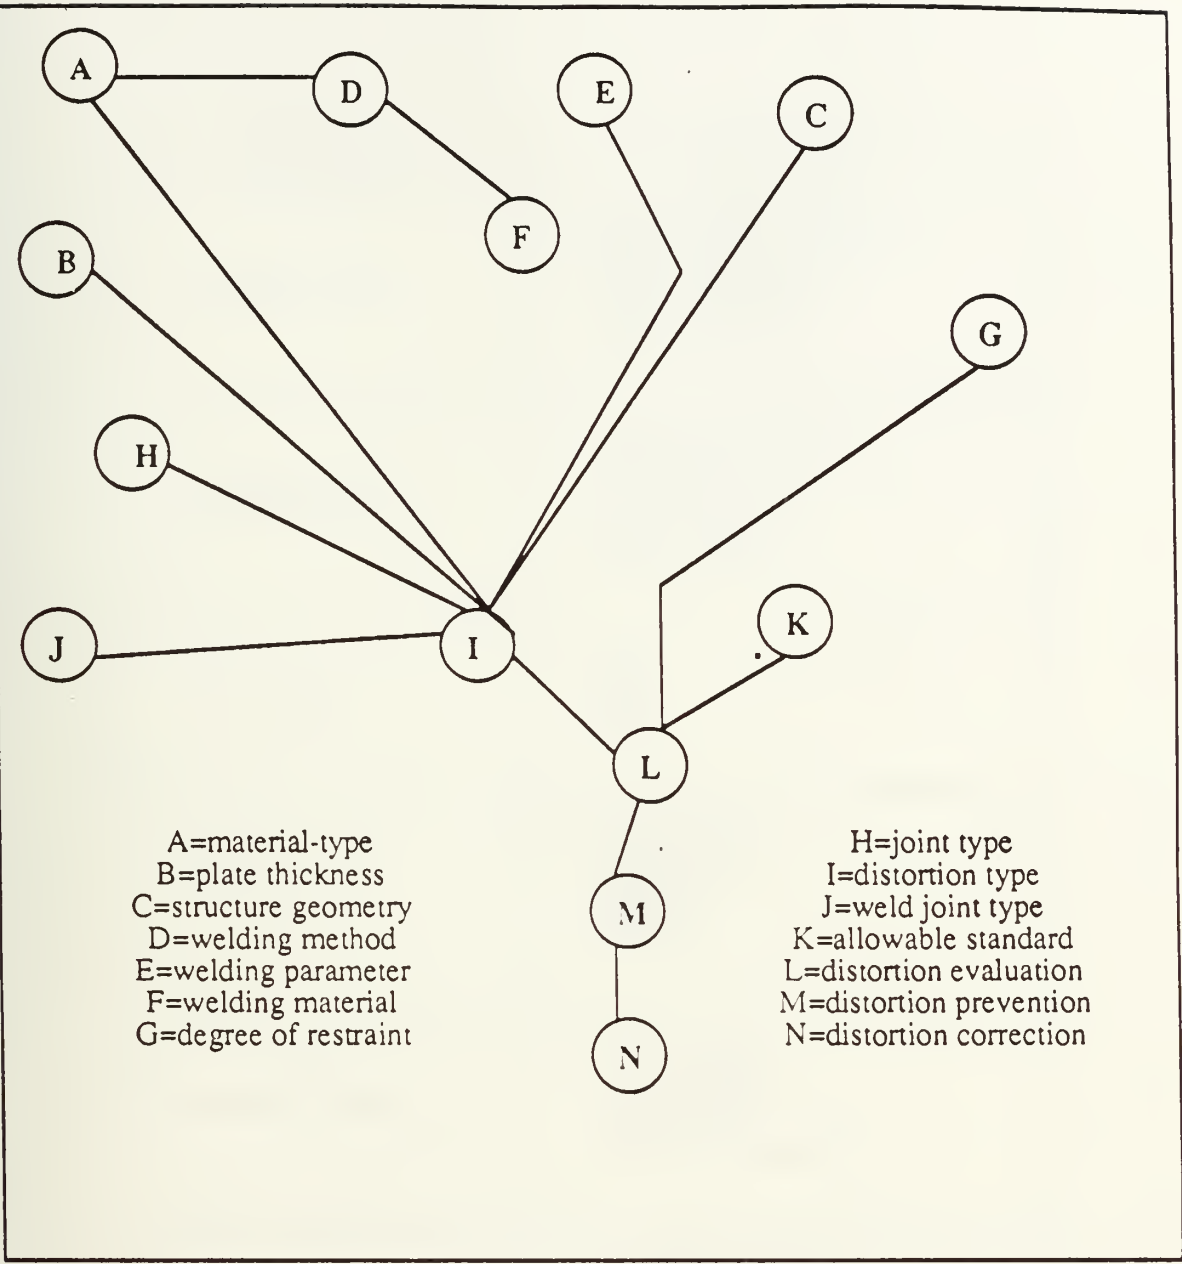 A
D
E
C
F
B
G
H
J
I
K
L
M
N
A=material-type
B=plate thickness
C=structure geometry
D=welding method
E=welding parameter
F=welding material
G=degree of restraint
H=joint type
I=distortion type
J=weld joint type
K=allowable standard
L=distortion evaluation
M=distortion prevention
N=distortion correction